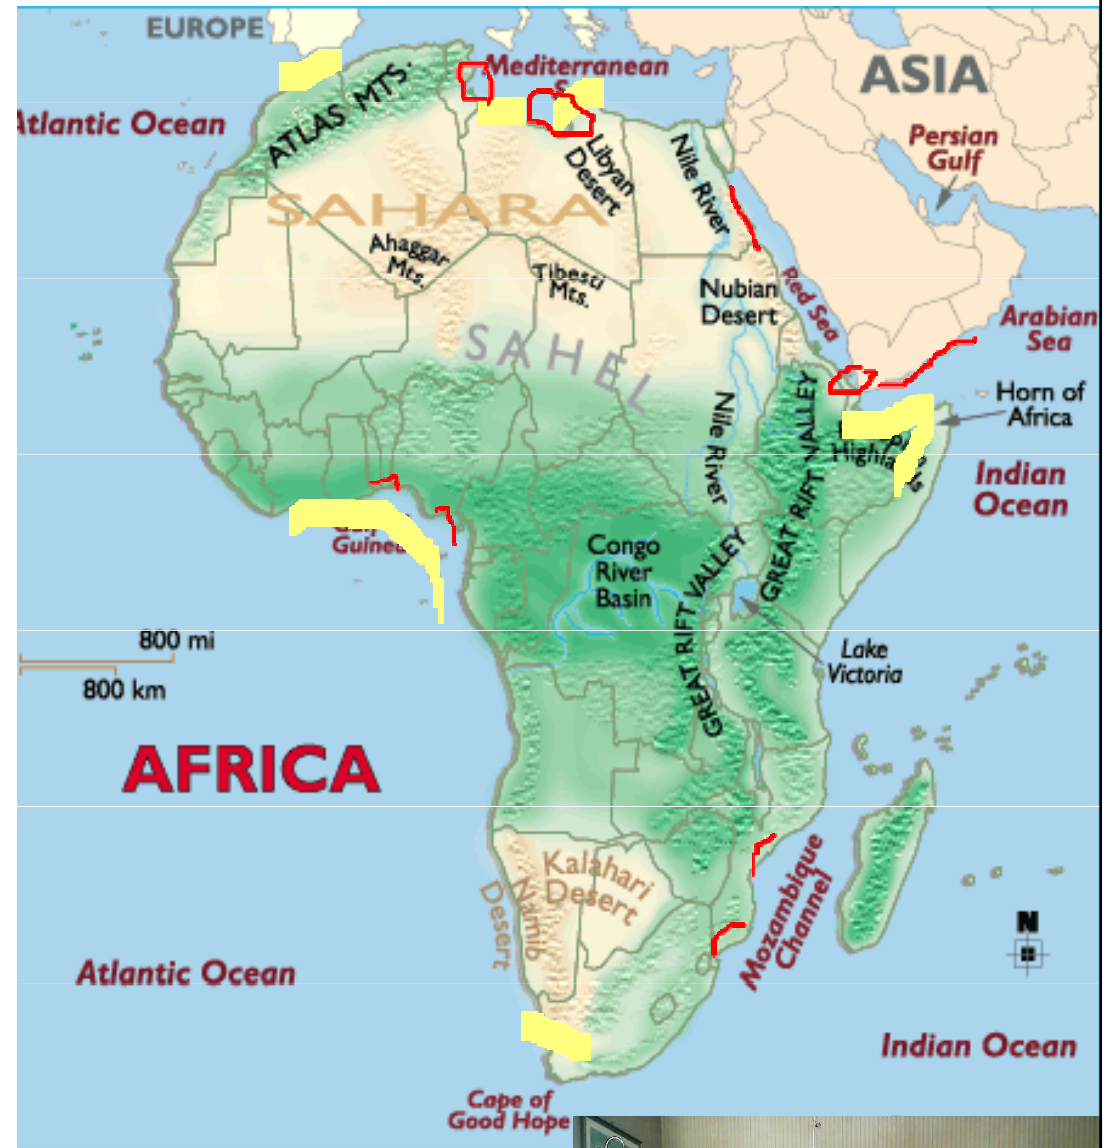 EUROPE
Mediterranean
S
ASIA
Atlantic Ocean
ATLAS MTS.
Persian
Gulf
Nile River
Libyan
Desert
SAHARA
Ahaggar
Mts.
Tibesti
Mts.
Red Sea
Nubian
Desert
Arabian
Sea
SAHEL
Horn of
Africa
Nile River
GREAT RIFT VALLEY
Indian
Ocean
Guinea
Congo
River
Basin
GREAT RIFT VALLEY
Lake
Victoria
800 mi
800 km
AFRICA
Kalahari
Desert
Namib
Desert
Mozambique
Channel
N
Atlantic Ocean
Indian Ocean
Cape of
Good Hope